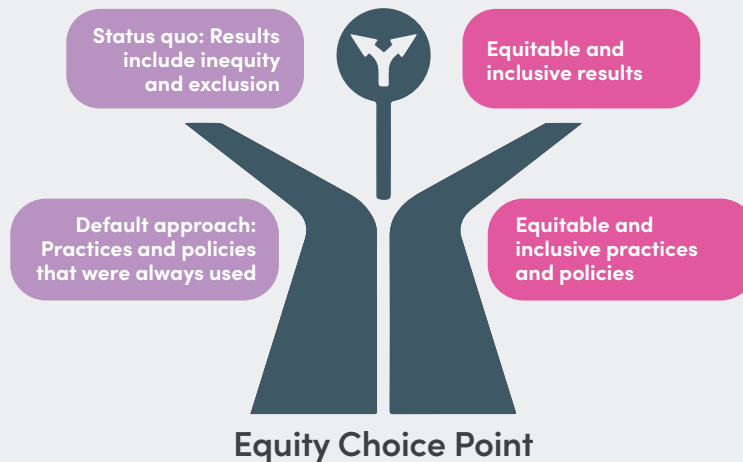 Status quo: Results
include inequity
and exclusion
Equitable and
inclusive results
Default approach:
Practices and policies
that were always used
Equitable and
inclusive practices
and policies
Equity Choice Point